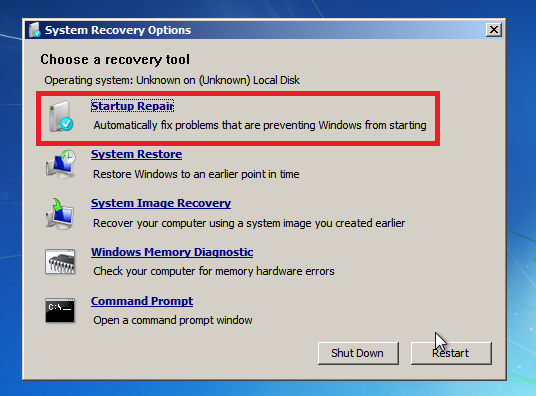 System Recovery Options
Choose a recovery tool
Operating system: Unknown on (Unknown) Local Disk
Startup Repair
Automatically fix problems that are preventing Windows from starting
System Restore
Restore Windows to an earlier point in time
System Image Recovery
Recover your computer using a system image you created earlier
Windows Memory Diagnostic
Check your computer for memory hardware errors
C:\
Command Prompt
Open a command prompt window
Shut Down
Restart